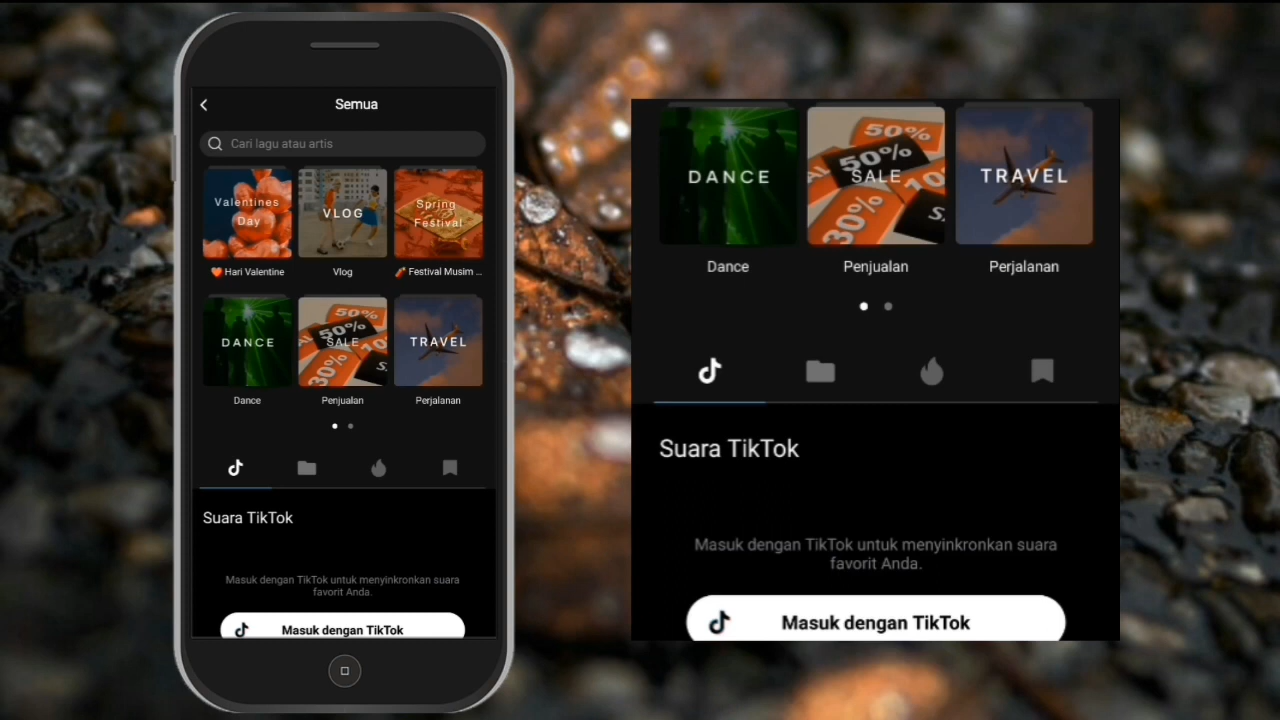 Semua
Cari lagu atau artis
Valentines
Day
VLOG
Spring
Festival
🧡 Hari Valentine
Vlog
🧨 Festival Musim ..
DANCE
50%
50%
SALE
30%
TRAVEL
Dance
Penjualan
Perjalanan
Suara TikTok
Masuk dengan TikTok untuk menyinkronkan suara
favorit Anda.
Masuk dengan TikTok
DANCE
50%
50%
SALE
30%
TRAVEL
Dance
Penjualan
Perjalanan
Suara TikTok
Masuk dengan TikTok untuk menyinkronkan suara
favorit Anda.
Masuk dengan TikTok